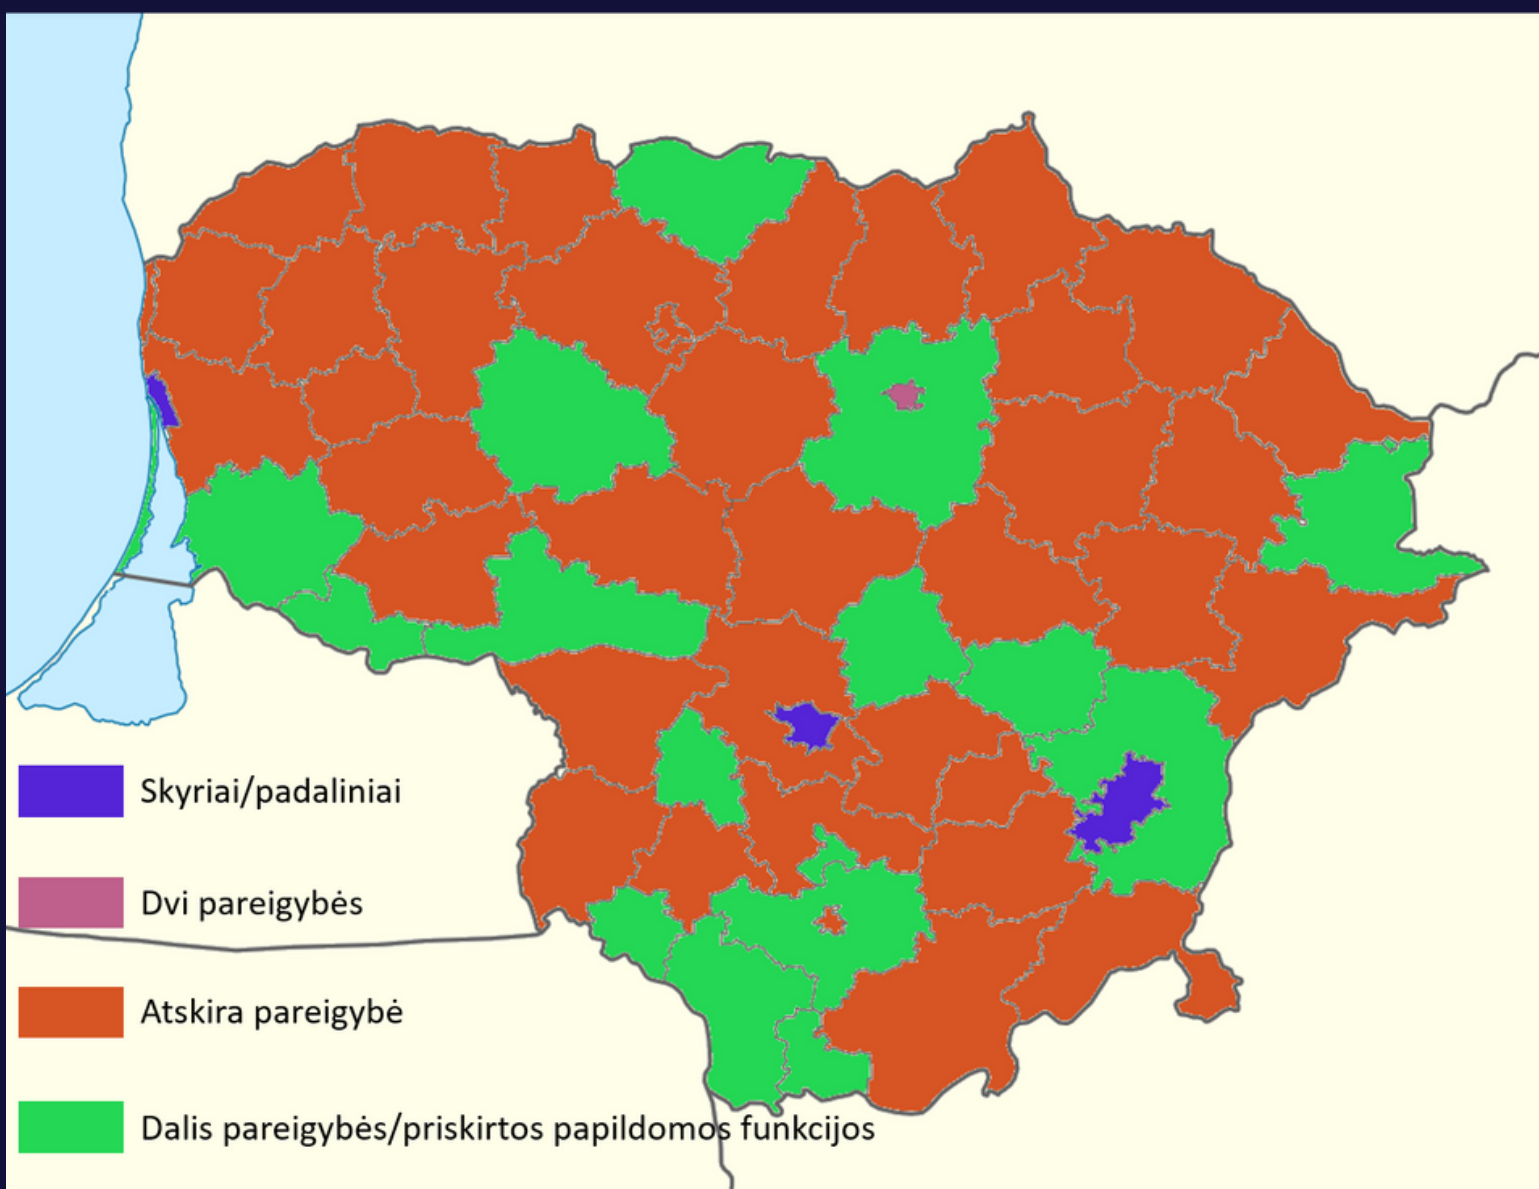 Skyriai/padaliniai
Dvi pareigybės
Atskira pareigybė
Dalis pareigybės/priskirtos papildomos funkcijos